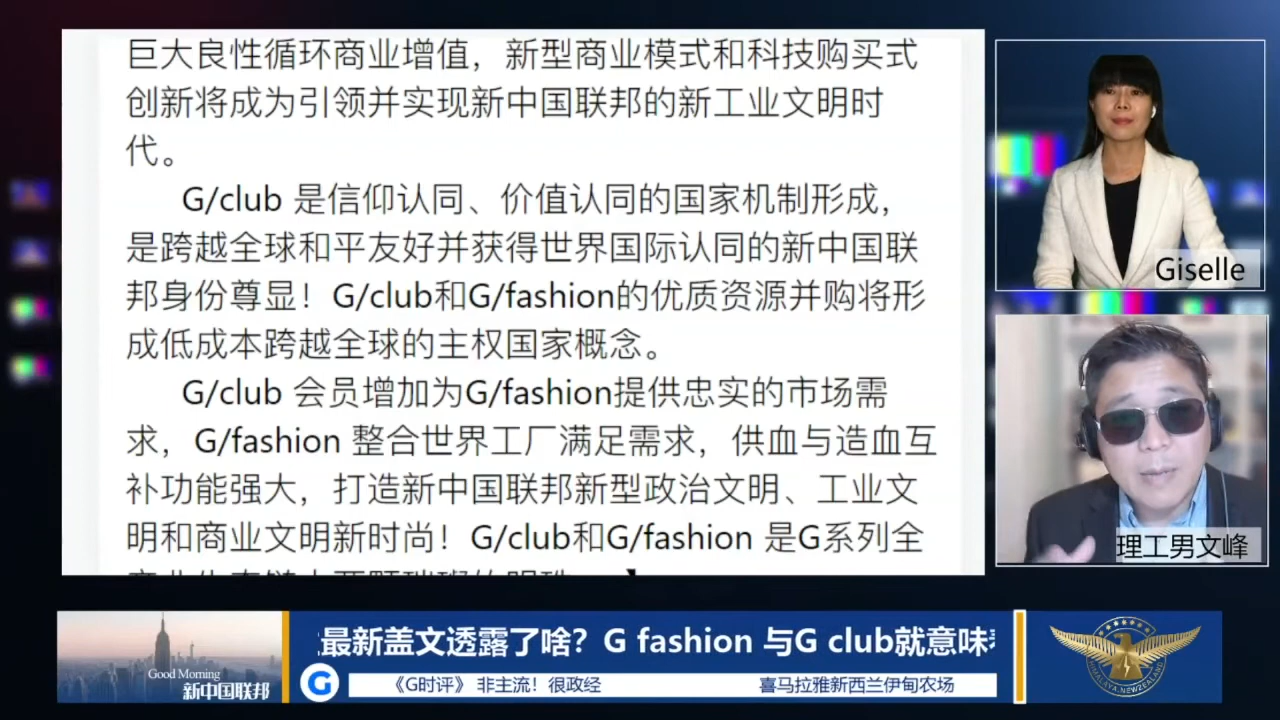 巨大良性循环商业增值，新型商业模式和科技购买式
创新将成为引领并实现新中国联邦的新工业文明时
代。
G/club 是信仰认同、价值认同的国家机制形成，
是跨越全球和平友好并获得世界国际认同的新中国联
邦身份尊显！G/club和G/fashion的优质资源并购将形
成低成本跨越全球的主权国家概念。
G/club 会员增加为G/fashion提供忠实的市场需
求，G/fashion 整合世界工厂满足需求，供血与造血互
补功能强大，打造新中国联邦新型政治文明、工业文
明和商业文明新时尚！G/club和G/fashion 是G系列全
Giselle
理工男文峰
最新盖文透露了啥？G fashion 与G club就意味
Good Morning
新中国联邦
G
《G时评》 非主流！很政经
喜马拉雅新西兰伊甸农场
HIMALAYA.NEWZEALAND